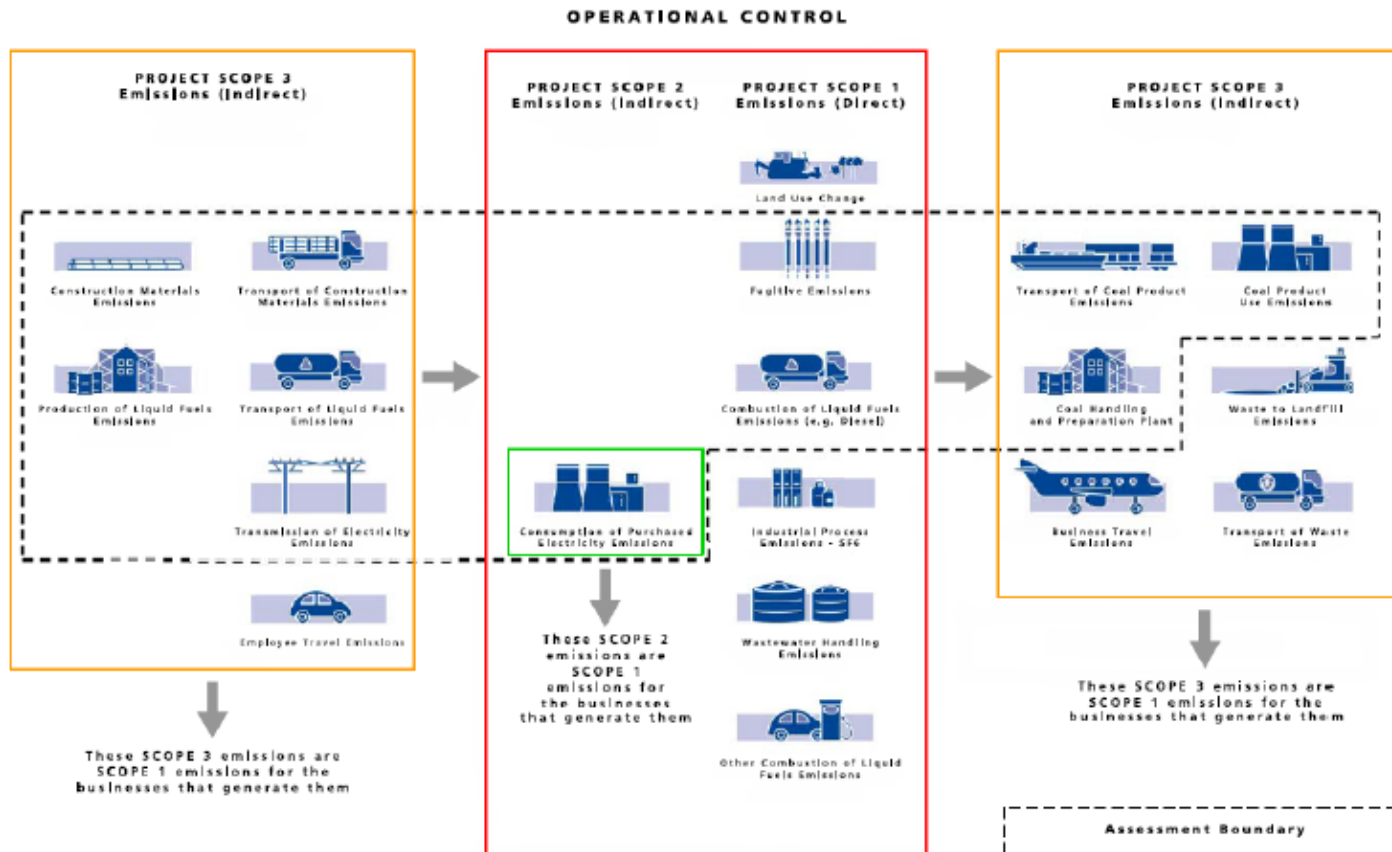 OPERATIONAL CONTROL
PROJECT SCOPE 3
Emissions (Indirect)
Construction Materials
Emissions
Transport of Construction
Materials Emissions
Production of Liquid Fuels
Emissions
Transport of Liquid Fuels
Emissions
Transmission of Electricity
Emissions
Employee Travel Emissions
These SCOPE 3 emissions are
SCOPE 1 emissions for the
businesses that generate them
PROJECT SCOPE 2
Emissions (Indirect)
Consumption of Purchased
Electricity Emissions
These SCOPE 2
emissions are
SCOPE 1
emissions for
the businesses
that generate them
PROJECT SCOPE 1
Emissions (Direct)
Land Use Change
Fugitive Emissions
Combustion of Liquid Fuels
Emissions (e.g. Diesel)
Industrial Process
Emissions - SF6
Wastewater Handling
Emissions
Other Combustion of Liquid
Fuels Emissions
PROJECT SCOPE 3
Emissions (Indirect)
Transport of Coal Product
Emissions
Coal Product
Use Emissions
Coal Handling
and Preparation Plant
Waste to Landfill
Emissions
Business Travel
Emissions
Transport of Waste
Emissions
These SCOPE 3 emissions are
SCOPE 1 emissions for the
businesses that generate them
Assessment Boundary